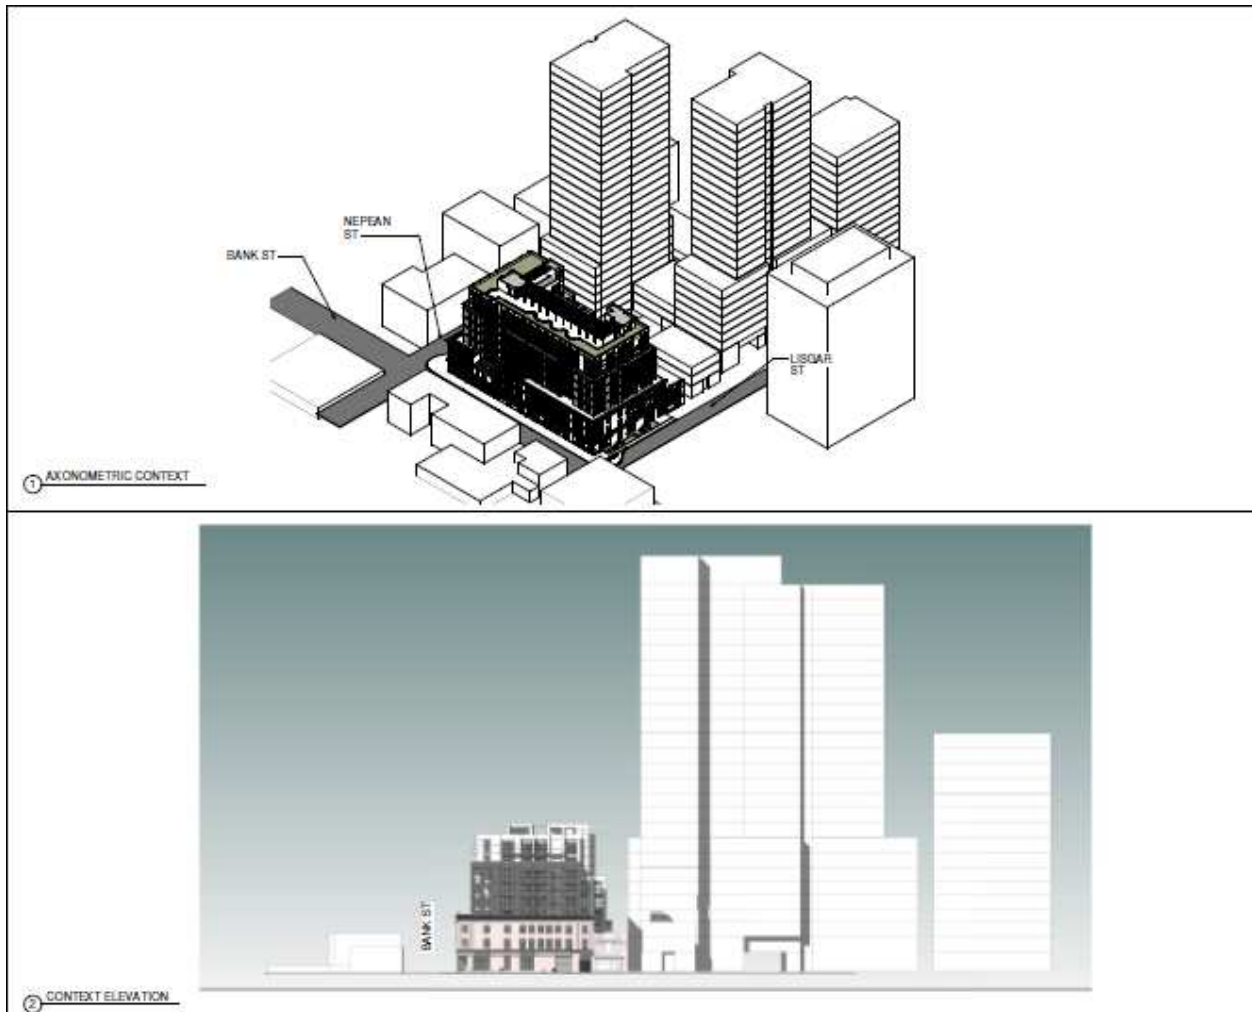 NEPEAN
ST
BANK ST
LISGAR
ST
1 AXONOMETRIC CONTEXT
BANK ST
2 CONTEXT ELEVATION